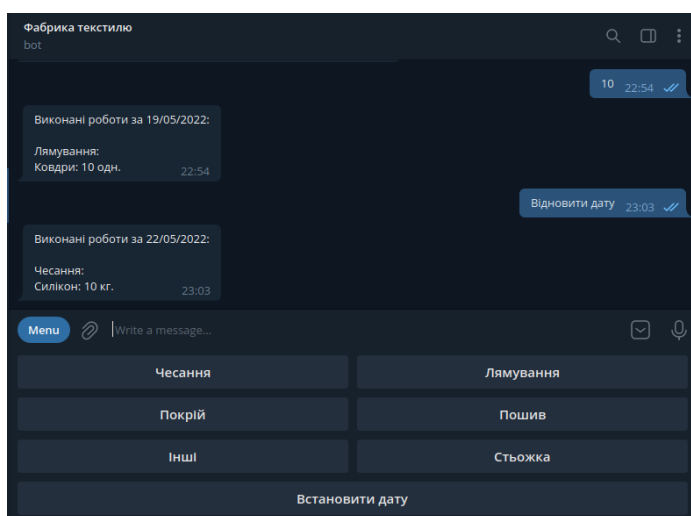 Фабрика текстилю
bot
10 22:54
Виконані роботи за 19/05/2022:
Лямування:
Ковдри: 10 одн. 22:54
Відновити дату 23:03
Виконані роботи за 22/05/2022:
Чесання:
Силікон: 10 кг. 23:03
Menu Write a message...
Чесання Лямування
Покрій Пошив
Інші Стьожка
Встановити дату